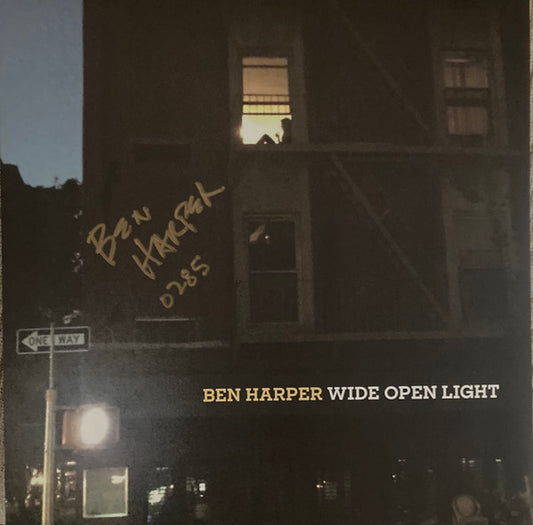 BEN
HARPER
0285
ONE WAY
BEN HARPER WIDE OPEN LIGHT